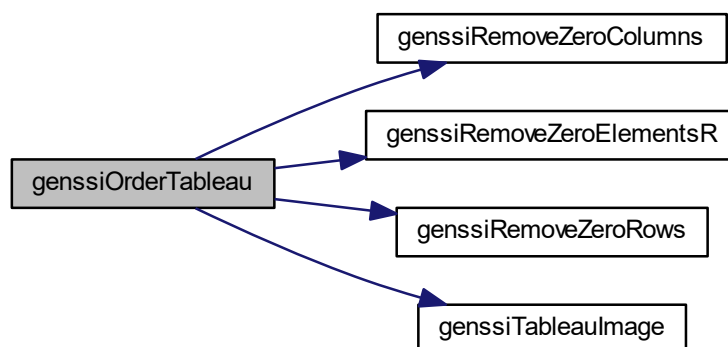 genssiRemoveZeroColumns
genssiRemoveZeroElementsR
genssiOrderTableau
genssiRemoveZeroRows
genssiTableauImage